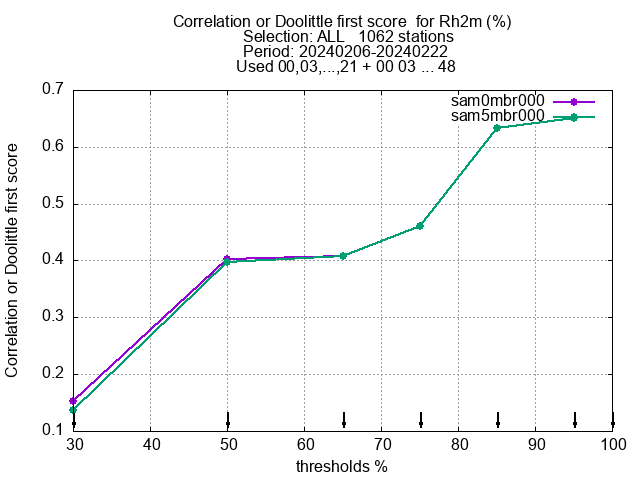 Correlation or Doolittle first score  for Rh2m (%)
Selection: ALL   1062 stations
Period: 20240206-20240222
Used 00,03,...,21 + 00 03 ... 48
sam0mbr000
sam5mbr000
Correlation or Doolittle first score
0.7
0.6
0.5
0.4
0.3
0.2
0.1
30 40 50 60 70 80 90 100
thresholds %